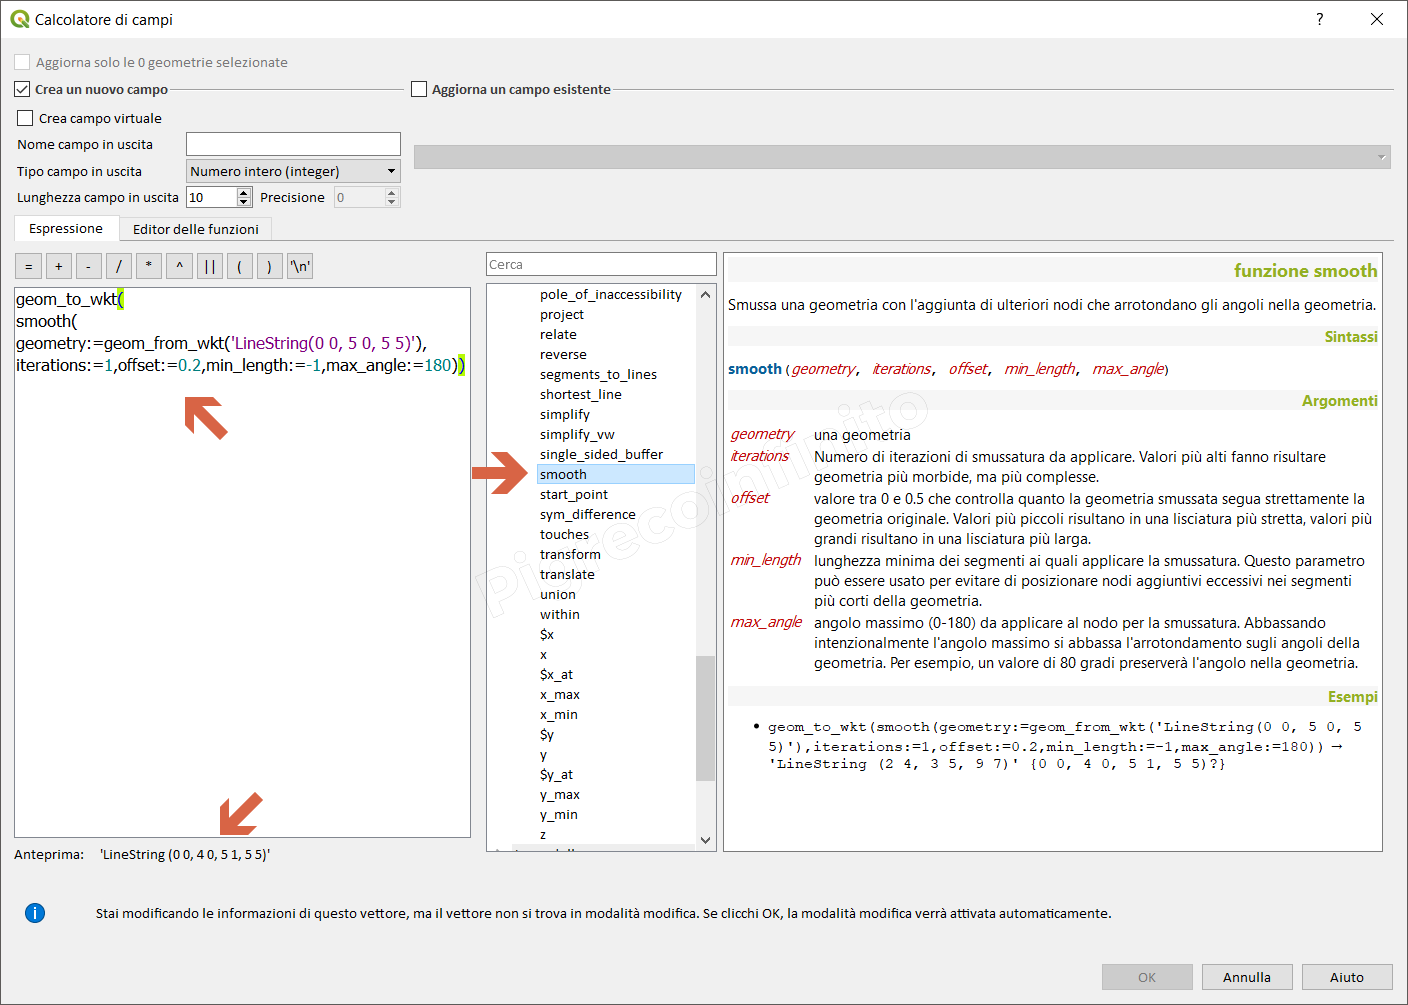 Calcolatore di campi
?
Aggiorna solo le 0 geometrie selezionate
Crea un nuovo campo
Aggiorna un campo esistente
Crea campo virtuale
Nome campo in uscita
Tipo campo in uscita
Numero intero (integer)
Lunghezza campo in uscita
10
Precisione
0
Espressione
Editor delle funzioni
= + - / * ^ || ( ) '\n'
geom_to_wkt(
smooth(
geometry:=geom_from_wkt('LineString(0 0, 5 0, 5 5)'),
iterations:=1,offset:=0.2,min_length:=-1,max_angle:=180))
Anteprima: 'LineString (0 0, 4 0, 5 1, 5 5)'
Cerca
pole_of_inaccessibility
project
relate
reverse
segments_to_lines
shortest_line
simplify
simplify_vw
single_sided_buffer
smooth
start_point
sym_difference
touches
transform
translate
union
within
$x
x
$x_at
x_max
x_min
$y
y
$y_at
y_max
y_min
z
funzione smooth
Smussa una geometria con l'aggiunta di ulteriori nodi che arrotondano gli angoli nella geometria.
Sintassi
smooth(geometry, iterations, offset, min_length, max_angle)
Argomenti
geometry una geometria
iterations Numero di iterazioni di smussatura da applicare. Valori più alti fanno risultare
geometria più morbide, ma più complesse.
offset valore tra 0 e 0.5 che controlla quanto la geometria smussata segua strettamente la
geometria originale. Valori più piccoli risultano in una lisciatura più stretta, valori più
grandi risultano in una lisciatura più larga.
min_length lunghezza minima dei segmenti ai quali applicare la smussatura. Questo parametro
può essere usato per evitare di posizionare nodi aggiuntivi eccessivi nei segmenti
più corti della geometria.
max_angle angolo massimo (0-180) da applicare al nodo per la smussatura. Abbassando
intenzionalmente l'angolo massimo si abbassa l'arrotondamento sugli angoli della
geometria. Per esempio, un valore di 80 gradi preserverà l'angolo nella geometria.
Esempi
• geom_to_wkt(smooth(geometry:=geom_from_wkt('LineString(0 0, 5 0, 5
5)'),iterations:=1,offset:=0.2,min_length:=-1,max_angle:=180)) →
'LineString (2 4, 3 5, 9 7)' {0 0, 4 0, 5 1, 5 5)?}
Pigrecoinfinito
Stai modificando le informazioni di questo vettore, ma il vettore non si trova in modalità modifica. Se clicchi OK, la modalità modifica verrà attivata automaticamente.
OK
Annulla
Aiuto